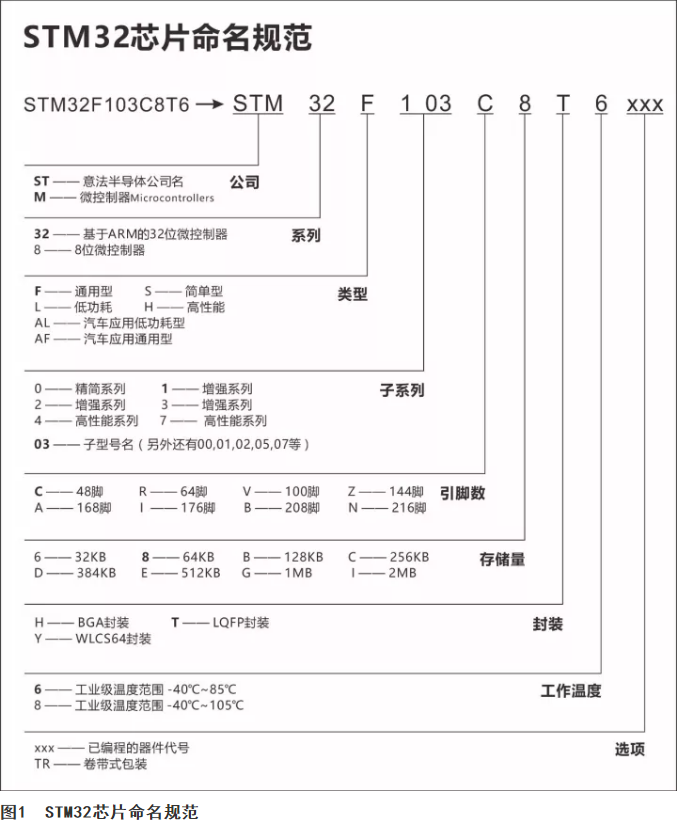 STM32芯片命名规范
STM32F103C8T6→STM 32 F 1 03 C 8 T 6 xxx
ST —— 意法半导体公司名 公司
M —— 微控制器Microcontrollers
32 —— 基于ARM的32位微控制器 系列
8 —— 8位微控制器
F —— 通用型 S —— 简单型 类型
L —— 低功耗 H —— 高性能
AL —— 汽车应用低功耗型
AF —— 汽车应用通用型
0 —— 精简系列 1 —— 增强系列 子系列
2 —— 增强系列 3 —— 增强系列
4 —— 高性能系列 7 —— 高性能系列
03 —— 子型号名（另外还有00,01,02,05,07等）
C —— 48脚 R —— 64脚 V —— 100脚 Z —— 144脚 引脚数
A —— 168脚 I —— 176脚 B —— 208脚 N —— 216脚
6 —— 32KB 8 —— 64KB B —— 128KB C —— 256KB 存储量
D —— 384KB E —— 512KB G —— 1MB I —— 2MB
H —— BGA封装 T —— LQFP封装 封装
Y —— WLCS64封装
6 —— 工业级温度范围 -40℃~85℃ 工作温度
8 —— 工业级温度范围 -40℃~105℃
xxx —— 已编程的器件代号 选项
TR —— 卷带式包装
图1 STM32芯片命名规范